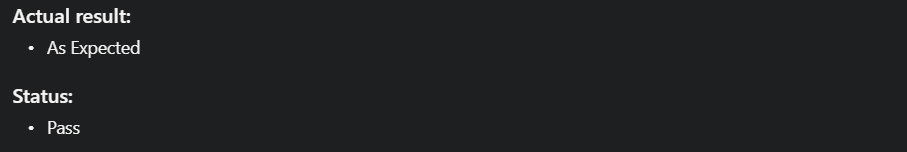 Actual result:
• As Expected
Status:
• Pass